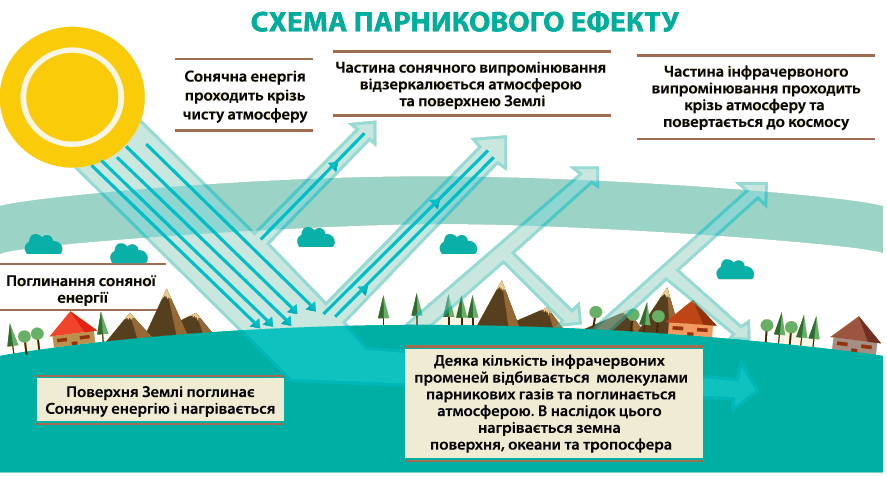 СХЕМА ПАРНИКОВОГО ЕФЕКТУ
Сонячна енергія
проходить крізь
чисту атмосферу
Частина сонячного випромінювання
відзеркалюється атмосферою
та поверхнею Землі
Частина інфрачервоного
випромінювання проходить
крізь атмосферу та
повертається до космосу
Поглинання соняної
енергії
Поверхня Землі поглинає
Сонячну енергію і нагрівається
Деяка кількість інфрачервоних
променей відбивається молекулами
парникових газів та поглинається
атмосферою. В наслідок цього
нагрівається земна
поверхня, океани та тропосфера